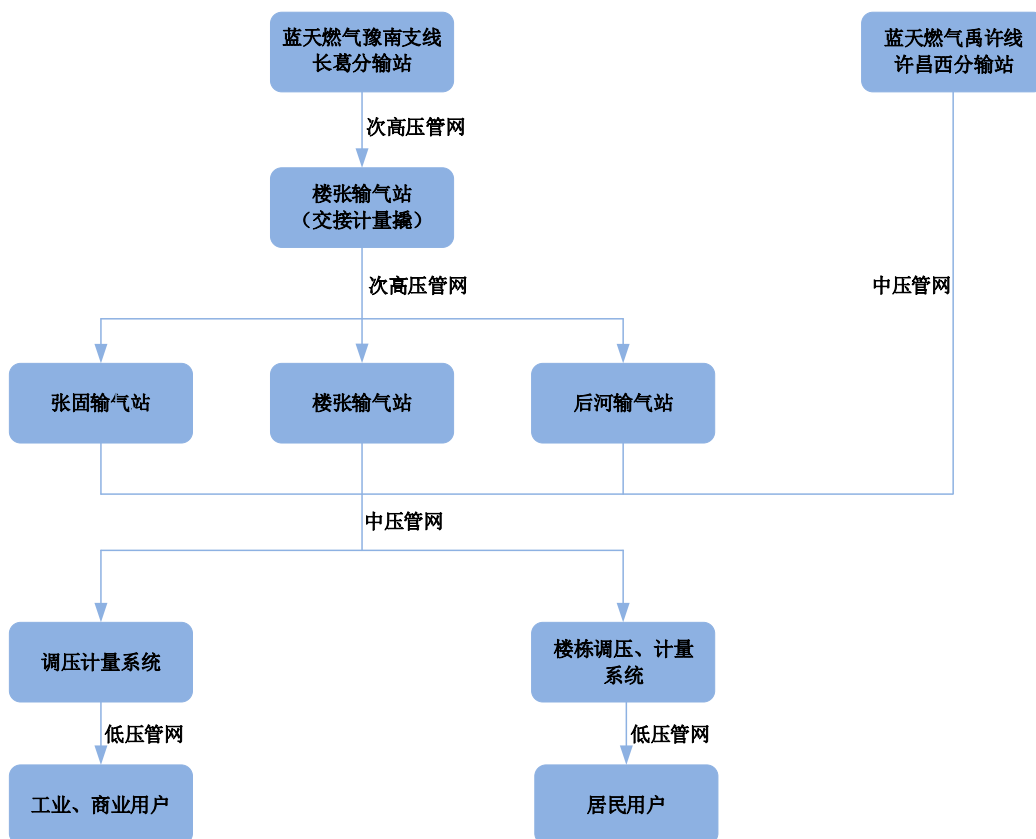 蓝天燃气豫南支线
长葛分输站
蓝天燃气禹许线
许昌西分输站
次高压管网
楼张输气站
（交接计量撬）
次高压管网
中压管网
张固输气站
楼张输气站
后河输气站
中压管网
调压计量系统
楼栋调压、计量
系统
低压管网
低压管网
工业、商业用户
居民用户